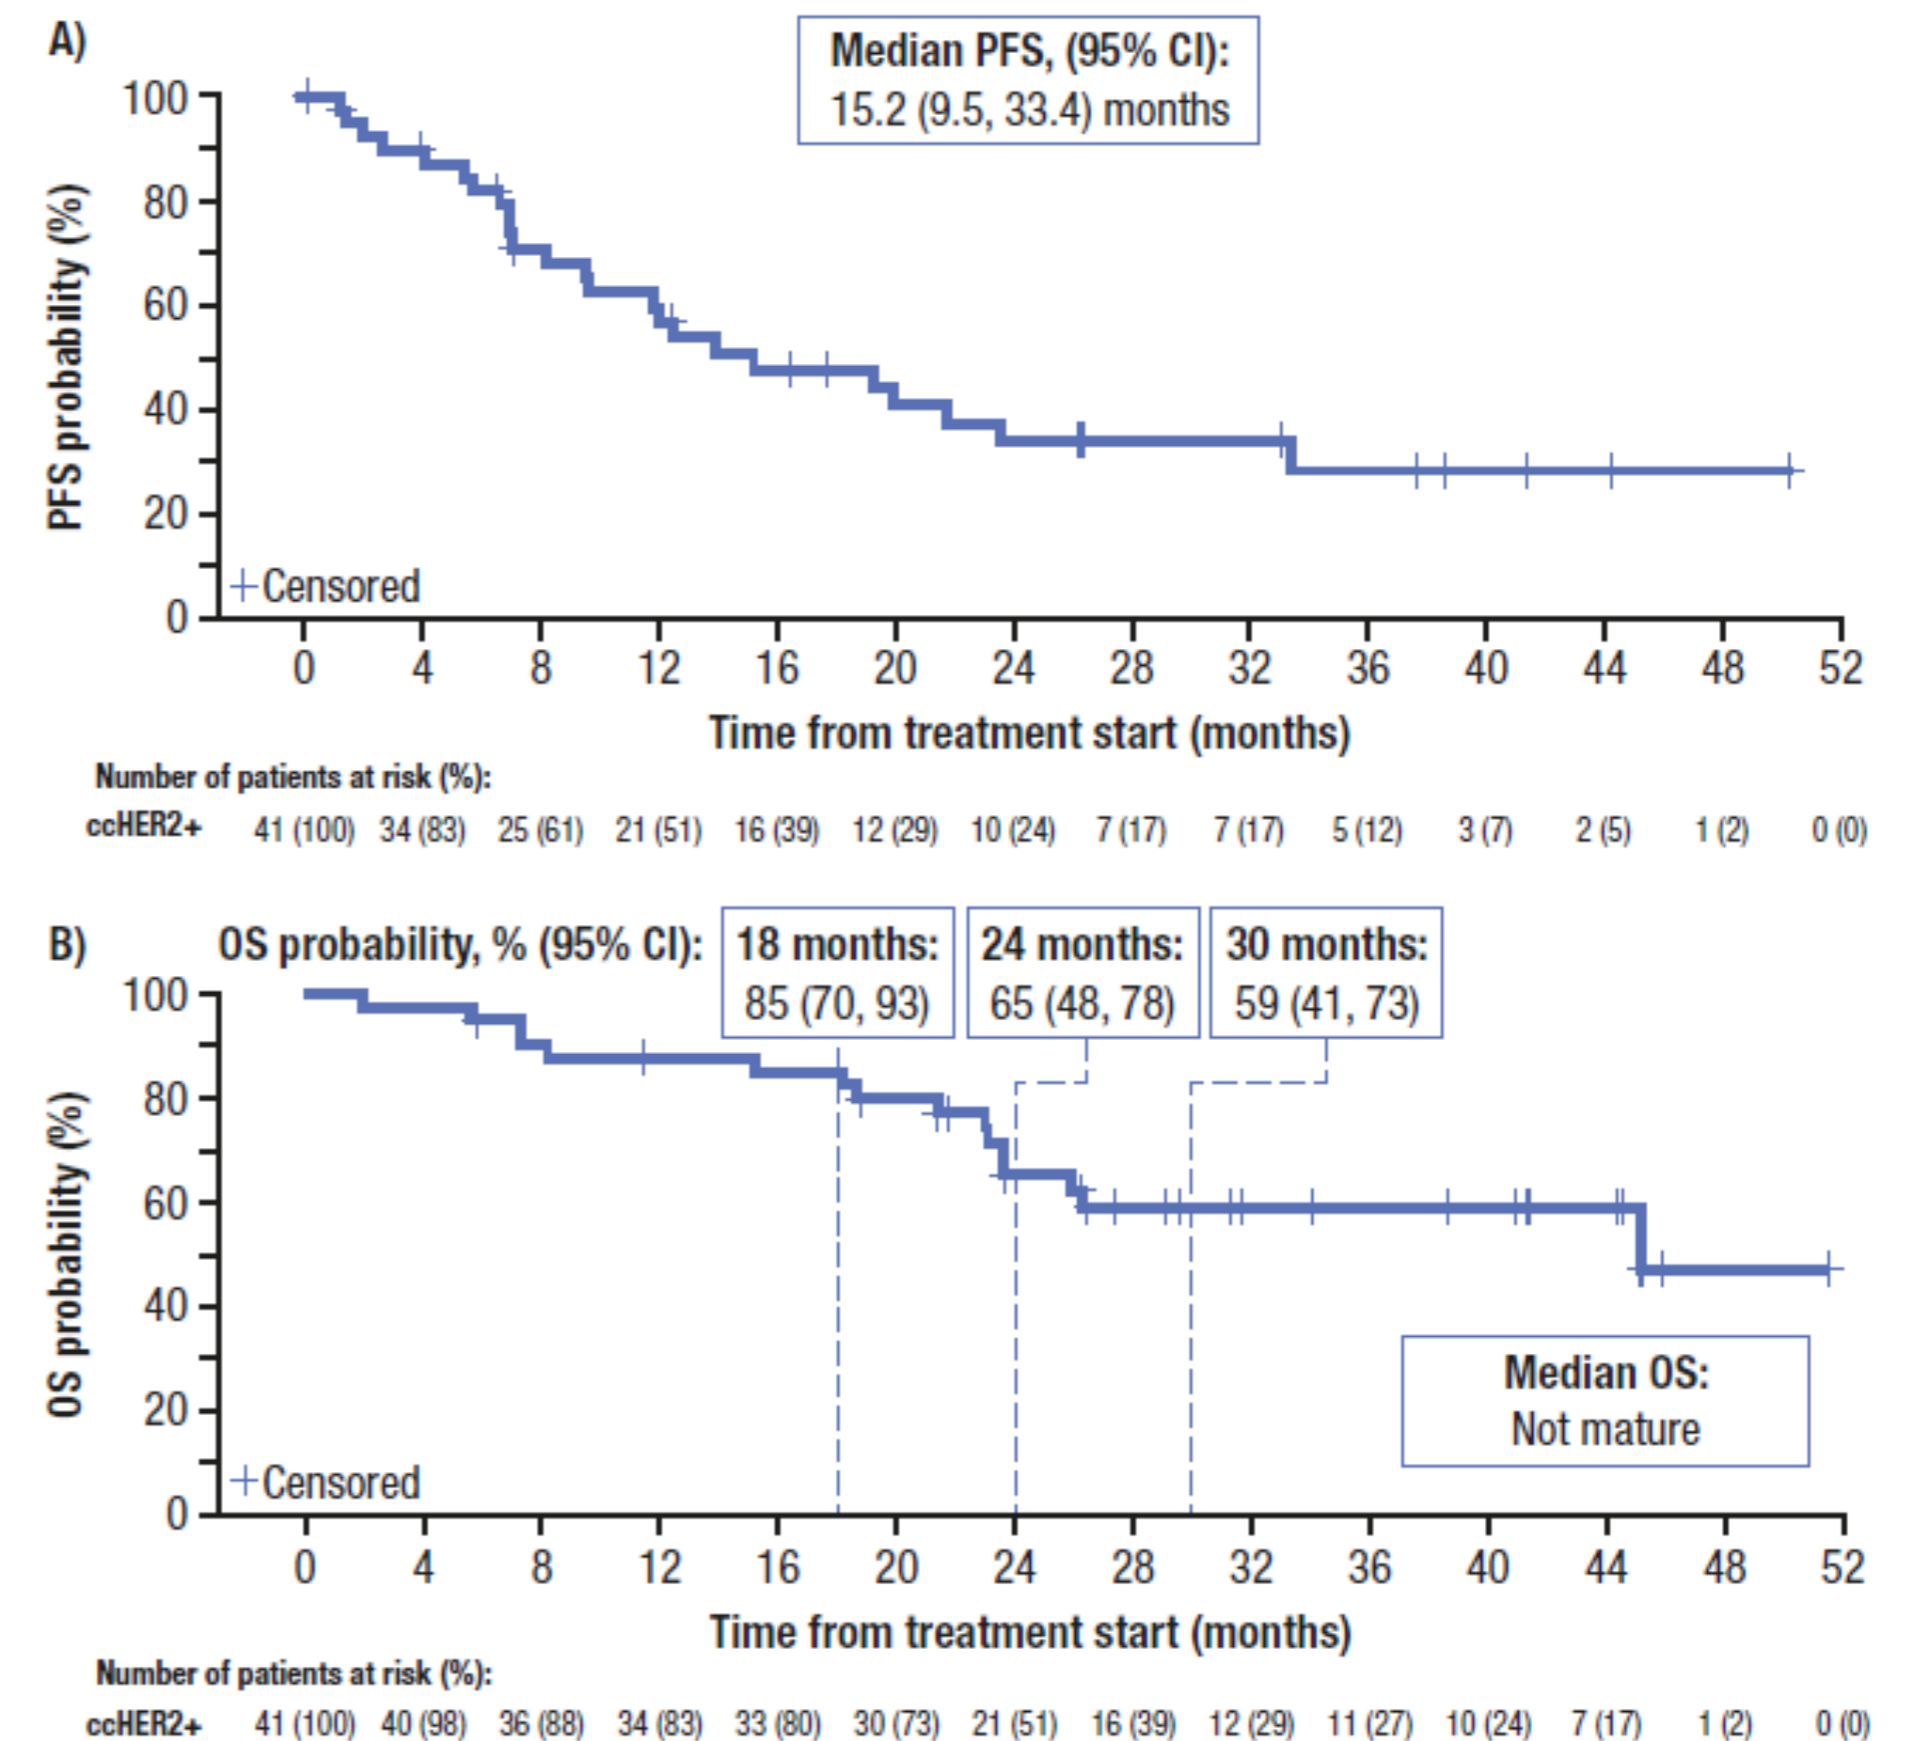 A)
Median PFS, (95% CI):
15.2 (9.5, 33.4) months
PFS probability (%)
100
80
60
40
20
0
+ Censored
0 4 8 12 16 20 24 28 32 36 40 44 48 52
Time from treatment start (months)
Number of patients at risk (%):
ccHER2+ 41 (100) 34 (83) 25 (61) 21 (51) 16 (39) 12 (29) 10 (24) 7 (17) 7 (17) 5 (12) 3 (7) 2 (5) 1 (2) 0 (0)
B)
OS probability, % (95% CI):
18 months:
85 (70, 93)
24 months:
65 (48, 78)
30 months:
59 (41, 73)
OS probability (%)
100
80
60
40
20
0
Median OS:
Not mature
+ Censored
0 4 8 12 16 20 24 28 32 36 40 44 48 52
Time from treatment start (months)
Number of patients at risk (%):
ccHER2+ 41 (100) 40 (98) 36 (88) 34 (83) 33 (80) 30 (73) 21 (51) 16 (39) 12 (29) 11 (27) 10 (24) 7 (17) 1 (2) 0 (0)